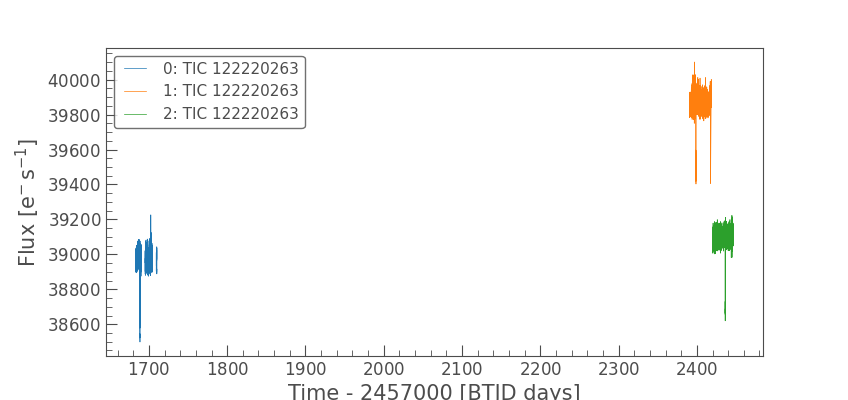 0: TIC 122220263
1: TIC 122220263
2: TIC 122220263
Flux [e⁻ s⁻¹]
40000
39800
39600
39400
39200
39000
38800
38600
1700 1800 1900 2000 2100 2200 2300 2400
Time - 2457000 [BTJD days]